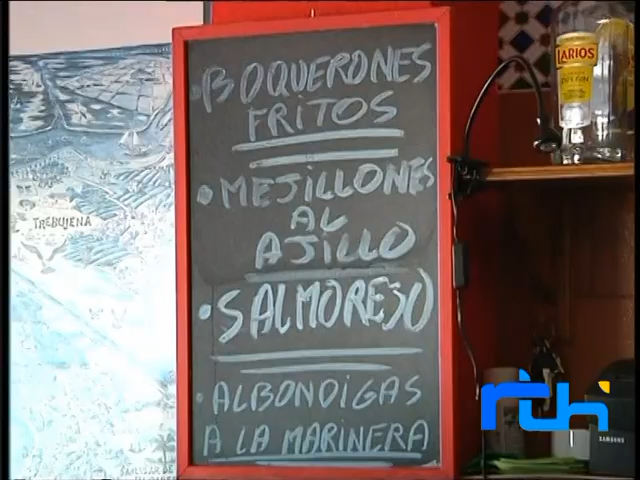 BOQUERONES
FRITOS
MEJILLONES
AL
AJILLO
SALMOREJO
ALBONDIGAS
A LA MARINERA
TREBUJENA
LARIOS
rth
SAMSUNG